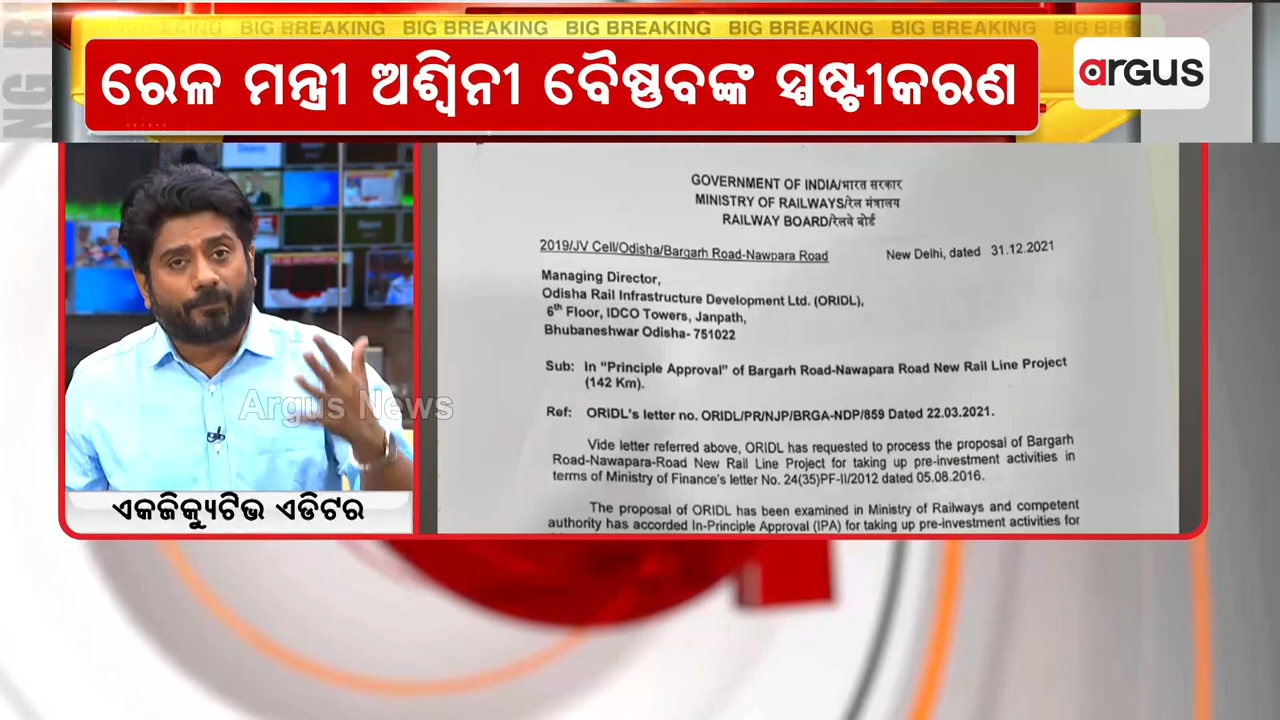 BIG BREAKING BIG BREAKING BIG BREAKING BIG BREAKING BIG BREAKING
ରେଳ ମନ୍ତ୍ରୀ ଅଶ୍ୱିନୀ ବୈଷ୍ଣବଙ୍କ ସ୍ପଷ୍ଟୀକରଣ
argus
GOVERNMENT OF INDIA/भारत सरकार
MINISTRY OF RAILWAYS/रेल मंत्रालय
RAILWAY BOARD/रेलवे बोर्ड
2019/JV Cell/Odisha/Bargarh Road-Nawpara Road
New Delhi, dated 31.12.2021
Managing Director,
Odisha Rail Infrastructure Development Ltd. (ORIDL),
6th Floor, IDCO Towers, Janpath,
Bhubaneshwar Odisha- 751022
Sub: In “Principle Approval” of Bargarh Road-Nawapara Road New Rail Line Project
(142 Km).
Ref: ORIDL's letter no. ORIDL/PR/NJP/BRGA-NDP/859 Dated 22.03.2021.
Vide letter referred above, ORIDL has requested to process the proposal of Bargarh
Road-Nawapara-Road New Rail Line Project for taking up pre-investment activities in
terms of Ministry of Finance's letter No. 24(35)PF-II/2012 dated 05.08.2016.
The proposal of ORIDL has been examined in Ministry of Railways and competent
authority has accorded In-Principle Approval (IPA) for taking up pre-investment activities for
Argus News
ଏକଜିକ୍ୟୁଟିଭ ଏଡିଟର